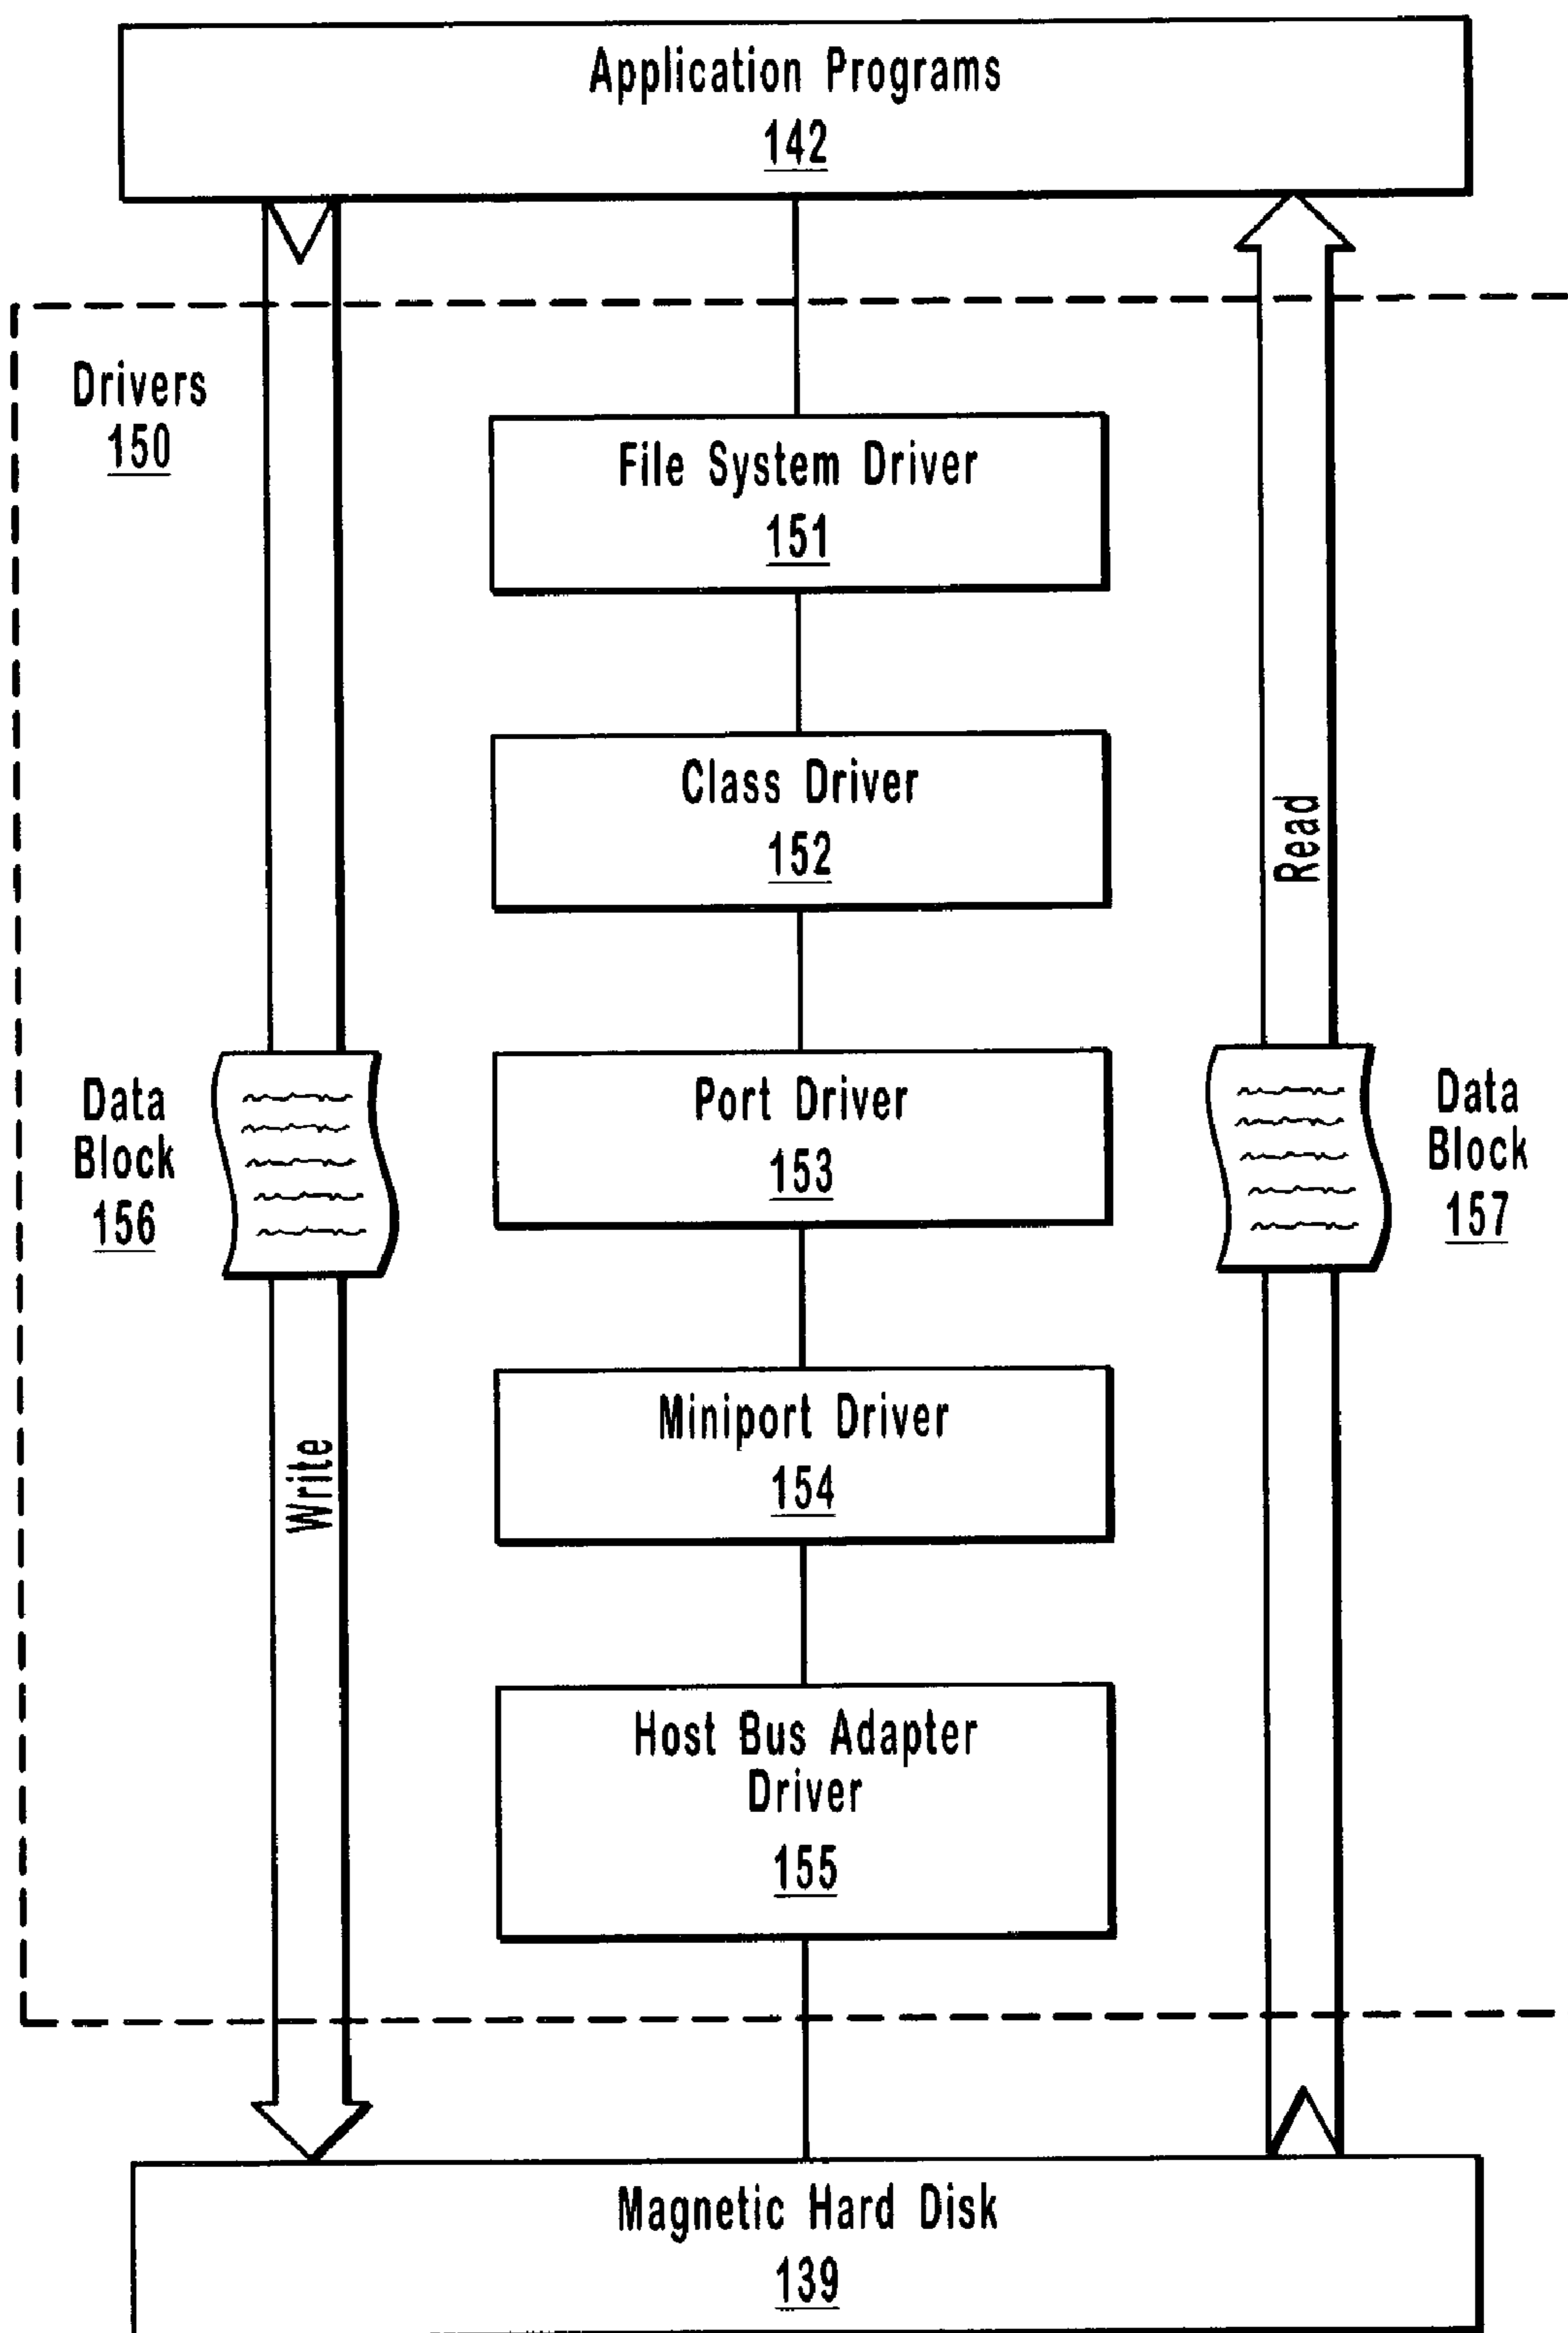 Application Programs
142
Drivers
150
File System Driver
151
Class Driver
152
Read
Data
Block
156
Port Driver
153
Data
Block
157
Miniport Driver
154
Write
Host Bus Adapter
Driver
155
Magnetic Hard Disk
139